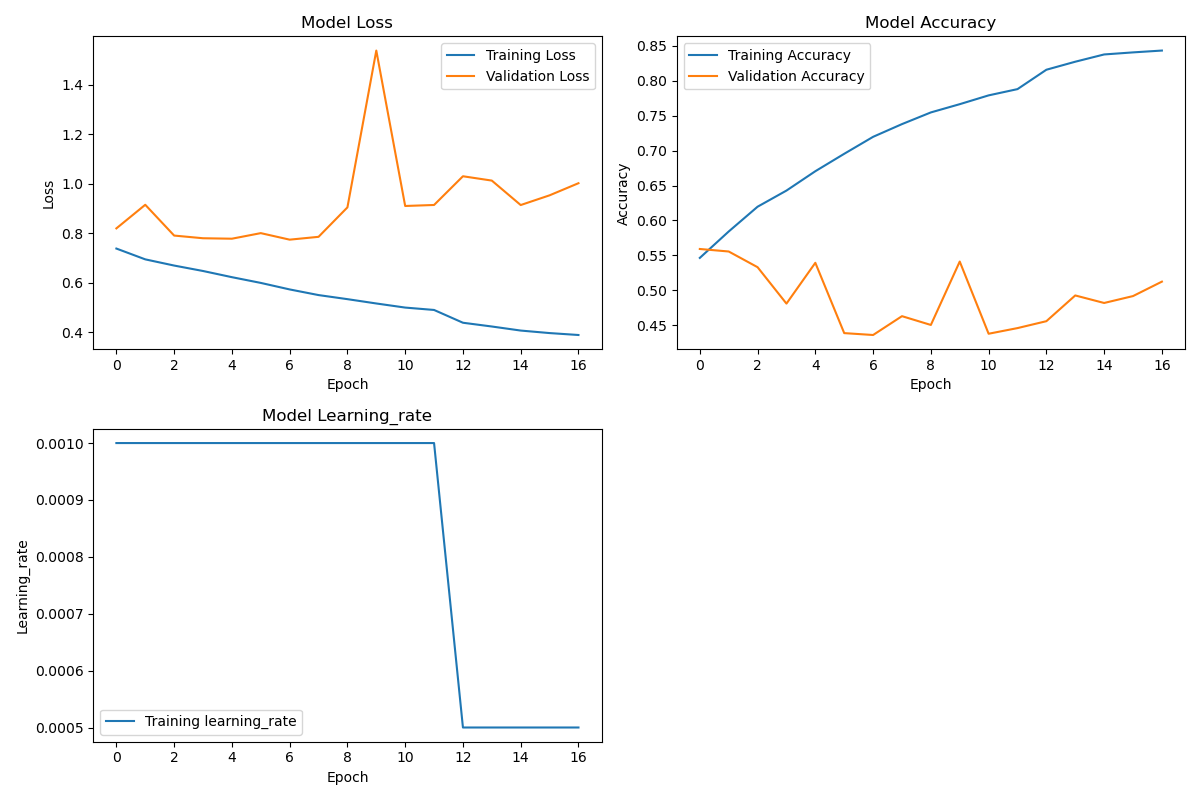 Model Loss
Training Loss
Validation Loss
1.4
1.2
1.0
0.8
0.6
0.4
Loss
0 2 4 6 8 10 12 14 16
Epoch
Model Accuracy
Training Accuracy
Validation Accuracy
0.85
0.80
0.75
0.70
0.65
0.60
0.55
0.50
0.45
Accuracy
0 2 4 6 8 10 12 14 16
Epoch
Model Learning_rate
0.0010
0.0009
0.0008
0.0007
0.0006
0.0005
Learning_rate
Training learning_rate
0 2 4 6 8 10 12 14 16
Epoch